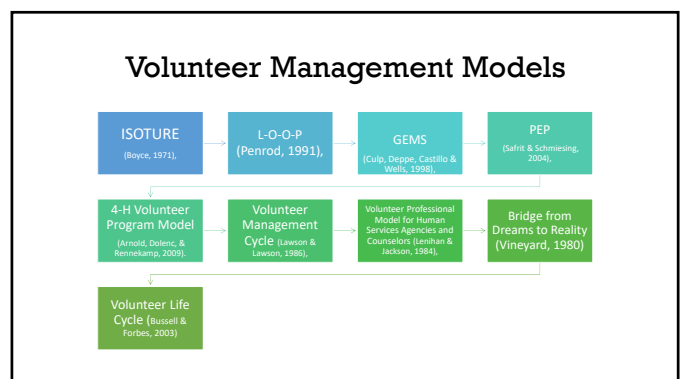 Volunteer Management Models
ISOTURE
(Boyce, 1971),
L-O-O-P
(Penrod, 1991),
GEMS
(Culp, Deppe, Castillo &
Wells, 1998),
PEP
(Safrit & Schmiesing,
2004),
4-H Volunteer
Program Model
(Arnold, Dolenc, &
Rennekamp, 2009).
Volunteer
Management
Cycle (Lawson &
Lawson, 1986),
Volunteer Professional
Model for Human
Services Agencies and
Counselors (Lenihan &
Jackson, 1984),
Bridge from
Dreams to Reality
(Vineyard, 1980)
Volunteer Life
Cycle (Bussell &
Forbes, 2003)